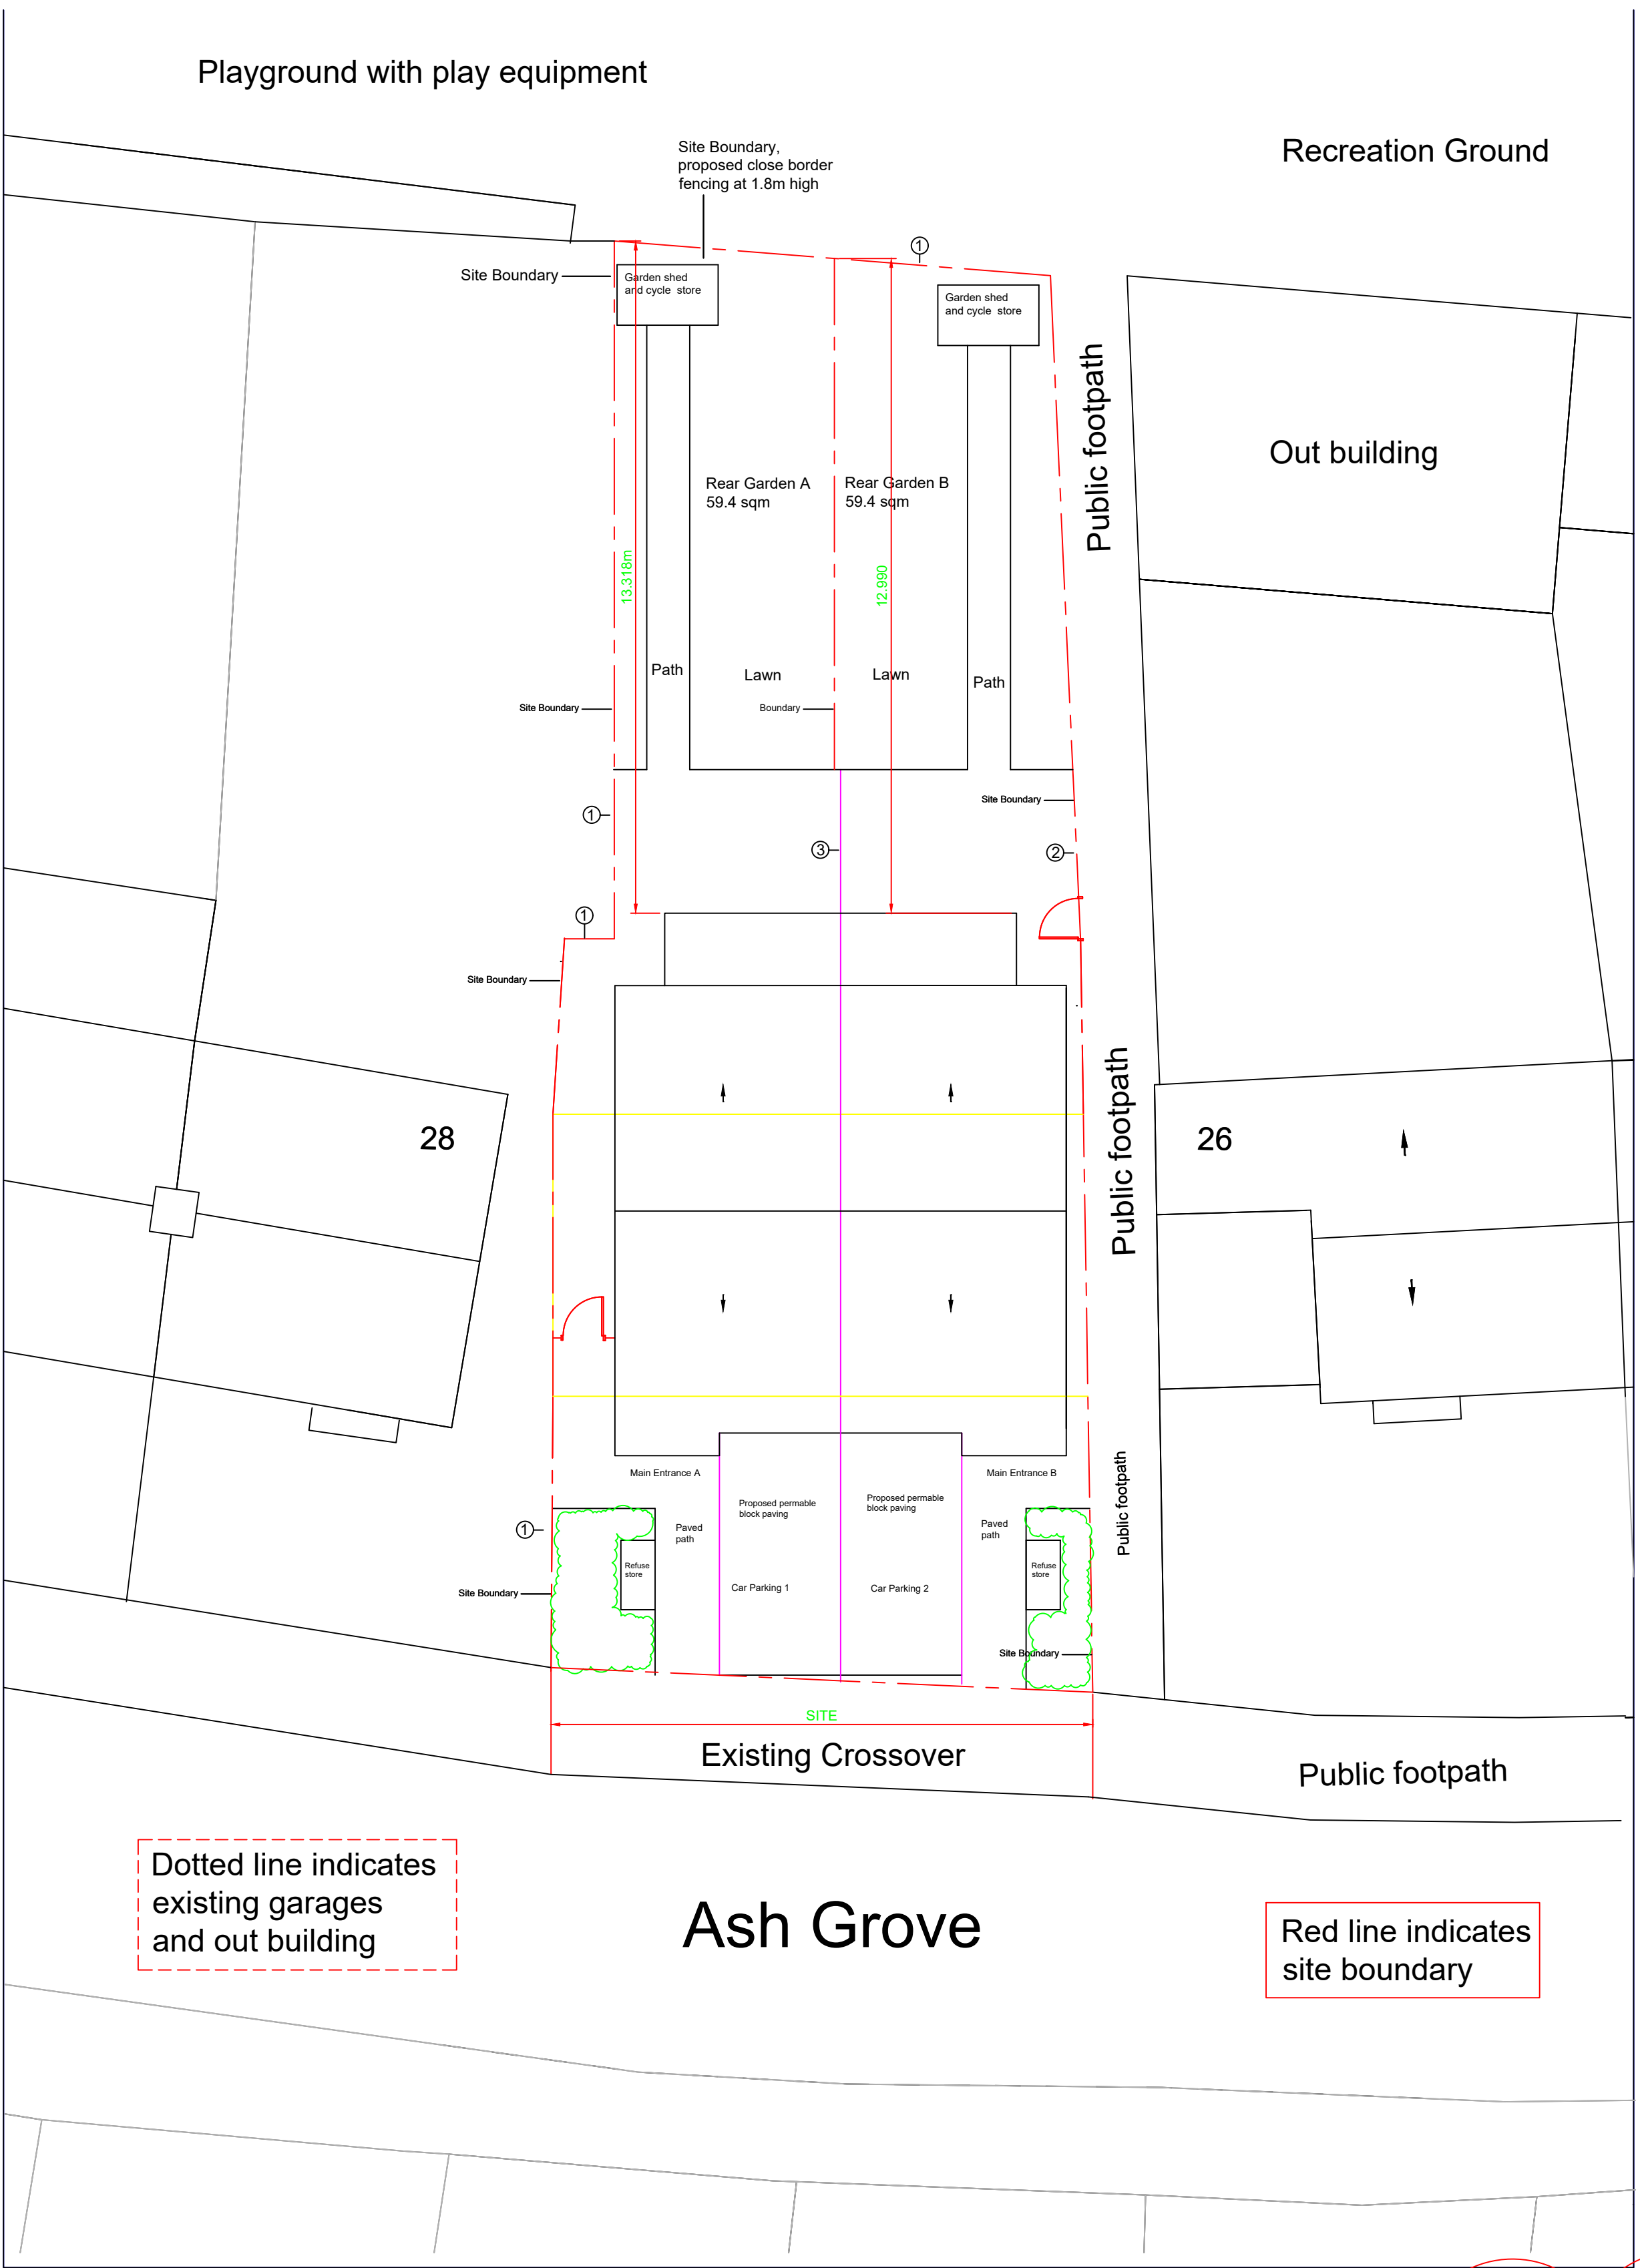 Playground with play equipment
Recreation Ground
Site Boundary,
proposed close border
fencing at 1.8m high
1
Site Boundary
Garden shed
and cycle store
Garden shed
and cycle store
Public footpath
Out building
Rear Garden A
59.4 sqm
Rear Garden B
59.4 sqm
13.318m
12.990
Path
Lawn
Lawn
Path
Site Boundary
Boundary
Site Boundary
1
3
2
1
Site Boundary
Public footpath
28
26
Main Entrance A
Main Entrance B
Public footpath
Proposed permable
block paving
Proposed permable
block paving
1
Paved
path
Paved
path
Refuse
store
Refuse
store
Car Parking 1
Car Parking 2
Site Boundary
Site Boundary
SITE
Existing Crossover
Public footpath
Dotted line indicates
existing garages
and out building
Ash Grove
Red line indicates
site boundary